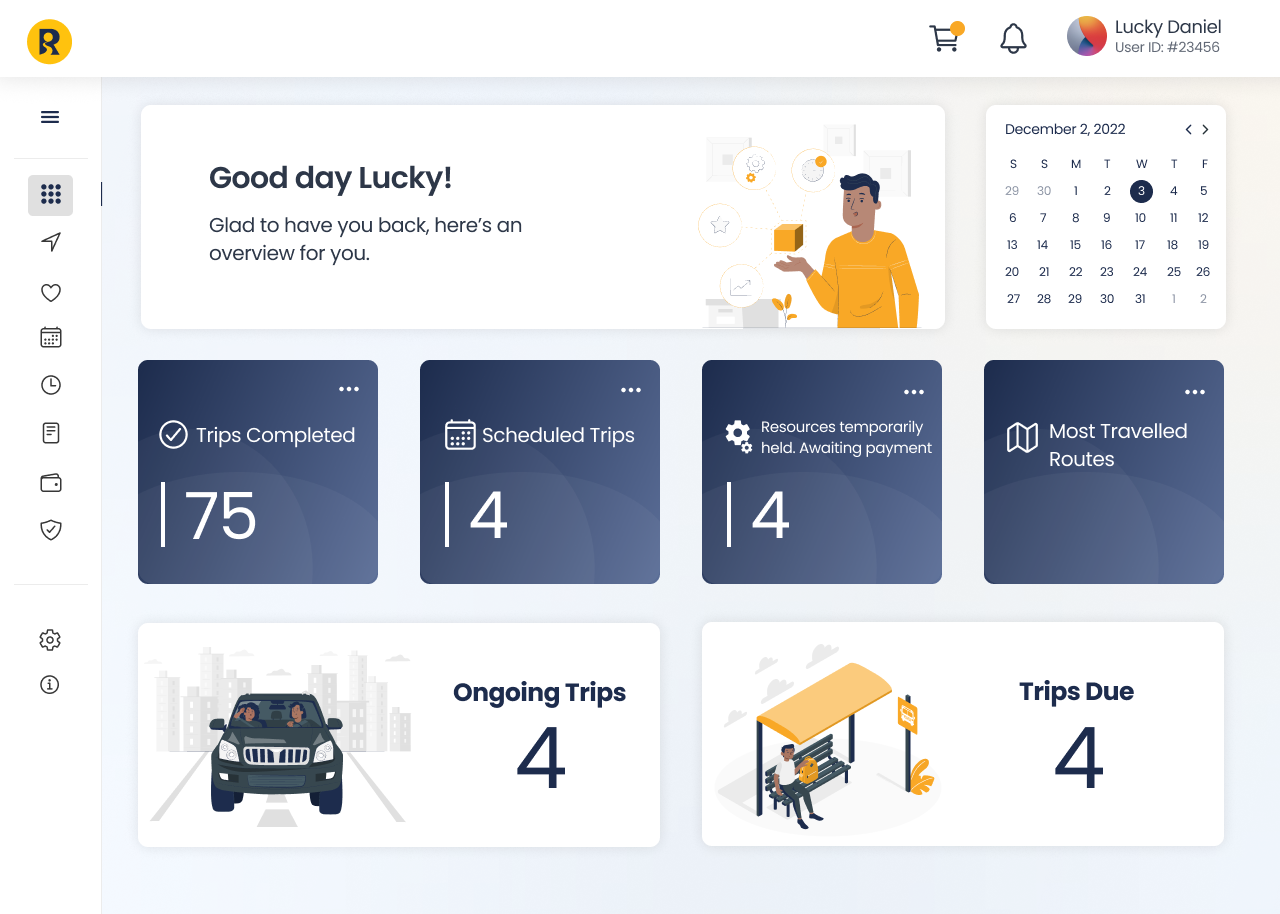 R
Lucky Daniel
User ID: #23456
Good day Lucky!
Glad to have you back, here’s an
overview for you.
December 2, 2022
S S M T W T F
29 30 1 2 3 4 5
6 7 8 9 10 11 12
13 14 15 16 17 18 19
20 21 22 23 24 25 26
27 28 29 30 31 1 2
Trips Completed
75
Scheduled Trips
4
Resources temporarily
held. Awaiting payment
4
Most Travelled
Routes
Ongoing Trips
4
Trips Due
4